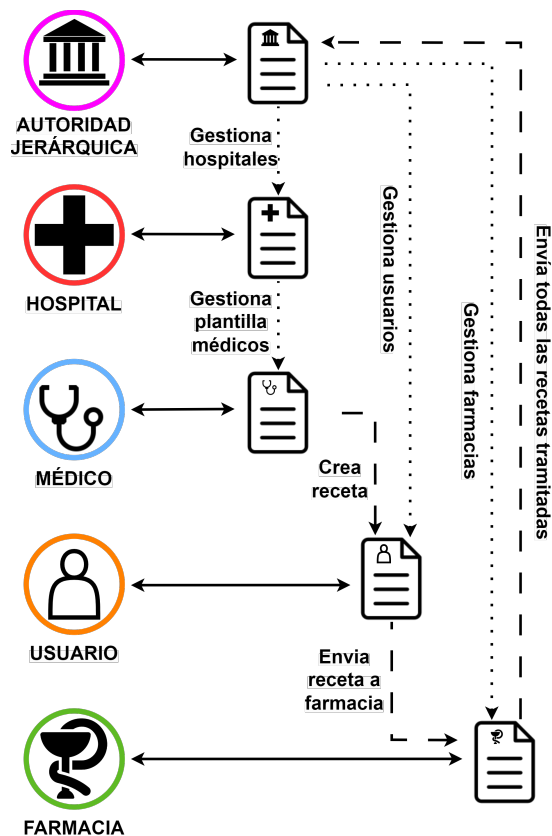 AUTORIDAD
JERÁRQUICA
Gestiona
hospitales
HOSPITAL
Gestiona
plantilla
médicos
MÉDICO
Crea
receta
Gestiona usuarios
Gestiona farmacias
Envía todas las recetas tramitadas
USUARIO
Envia
receta a
farmacia
FARMACIA